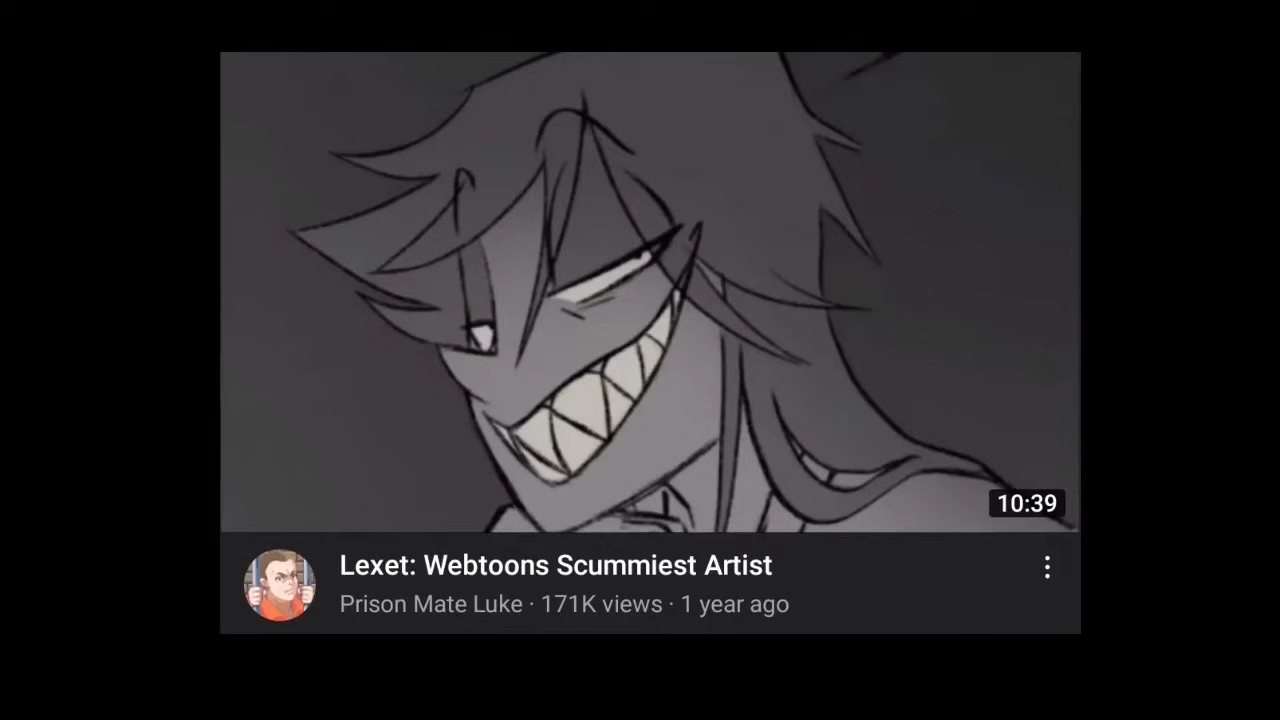 10:39
Lexet: Webtoons Scummiest Artist
Prison Mate Luke · 171K views · 1 year ago